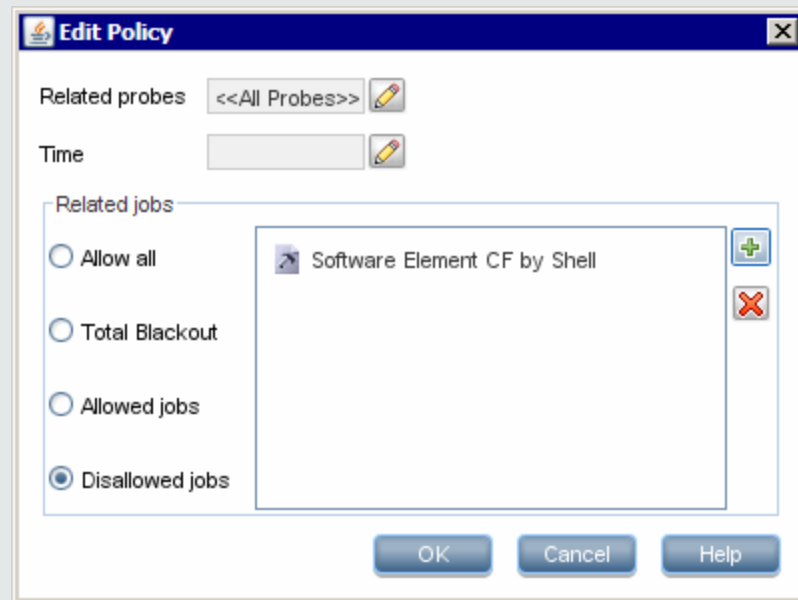 Edit Policy
Related probes <<All Probes>>
Time
Related jobs
Allow all
Software Element CF by Shell
Total Blackout
Allowed jobs
Disallowed jobs
OK Cancel Help